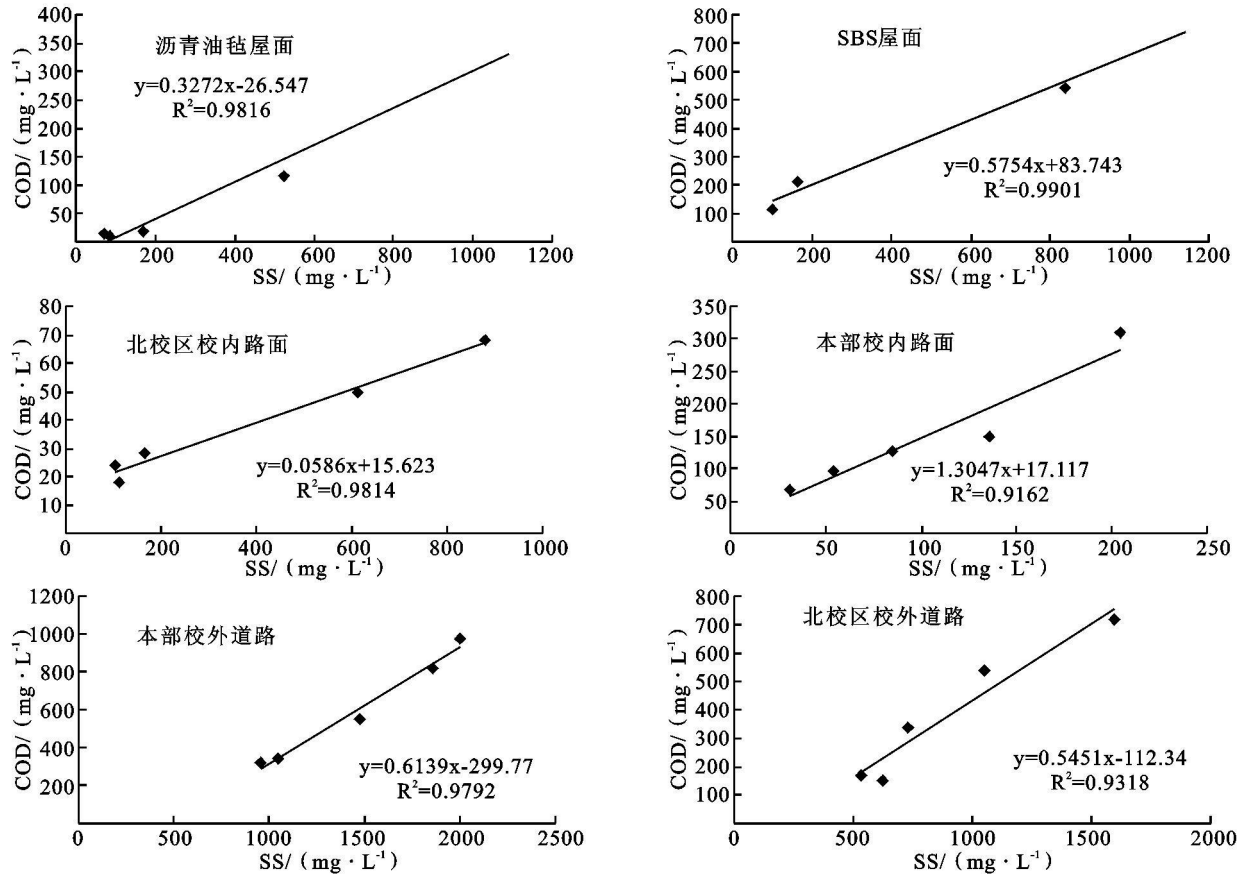 沥青油毡屋面
y=0.3272x-26.547
R²=0.9816
COD/（mg · L⁻¹）
400
350
300
250
200
150
100
50
0 200 400 600 800 1000 1200
SS/（mg · L⁻¹）
SBS屋面
y=0.5754x+83.743
R²=0.9901
COD/（mg · L⁻¹）
800
700
600
500
400
300
200
100
0 200 400 600 800 1000 1200
SS/（mg · L⁻¹）
北校区校内路面
y=0.0586x+15.623
R²=0.9814
COD/（mg · L⁻¹）
80
70
60
50
40
30
20
10
0 200 400 600 800 1000
SS/（mg · L⁻¹）
本部校内路面
y=1.3047x+17.117
R²=0.9162
COD/（mg · L⁻¹）
350
300
250
200
150
100
50
0 50 100 150 200 250
SS/（mg · L⁻¹）
本部校外道路
y=0.6139x-299.77
R²=0.9792
COD/（mg · L⁻¹）
1200
1000
800
600
400
200
0 500 1000 1500 2000 2500
SS/（mg · L⁻¹）
北校区校外道路
y=0.5451x-112.34
R²=0.9318
COD/（mg · L⁻¹）
800
700
600
500
400
300
200
100
0 500 1000 1500 2000
SS/（mg · L⁻¹）